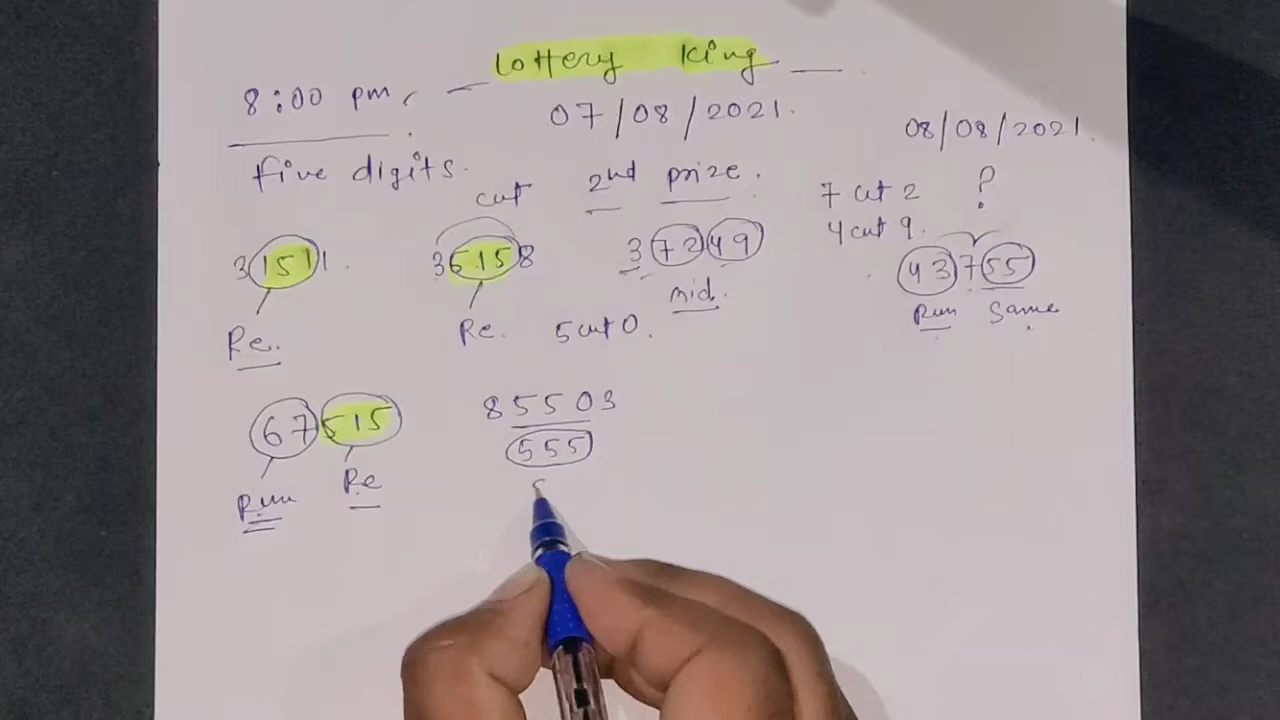 Lottery King
8:00 pm,
07/08/2021.
08/08/2021.
five digits.
cut
2nd prize.
7 cut 2
?
4 cut 9.
31511.
365158
37249
43755
mid.
Run
Same
Re.
Re.
5 cut 0.
67515
85503
555
Run
Re